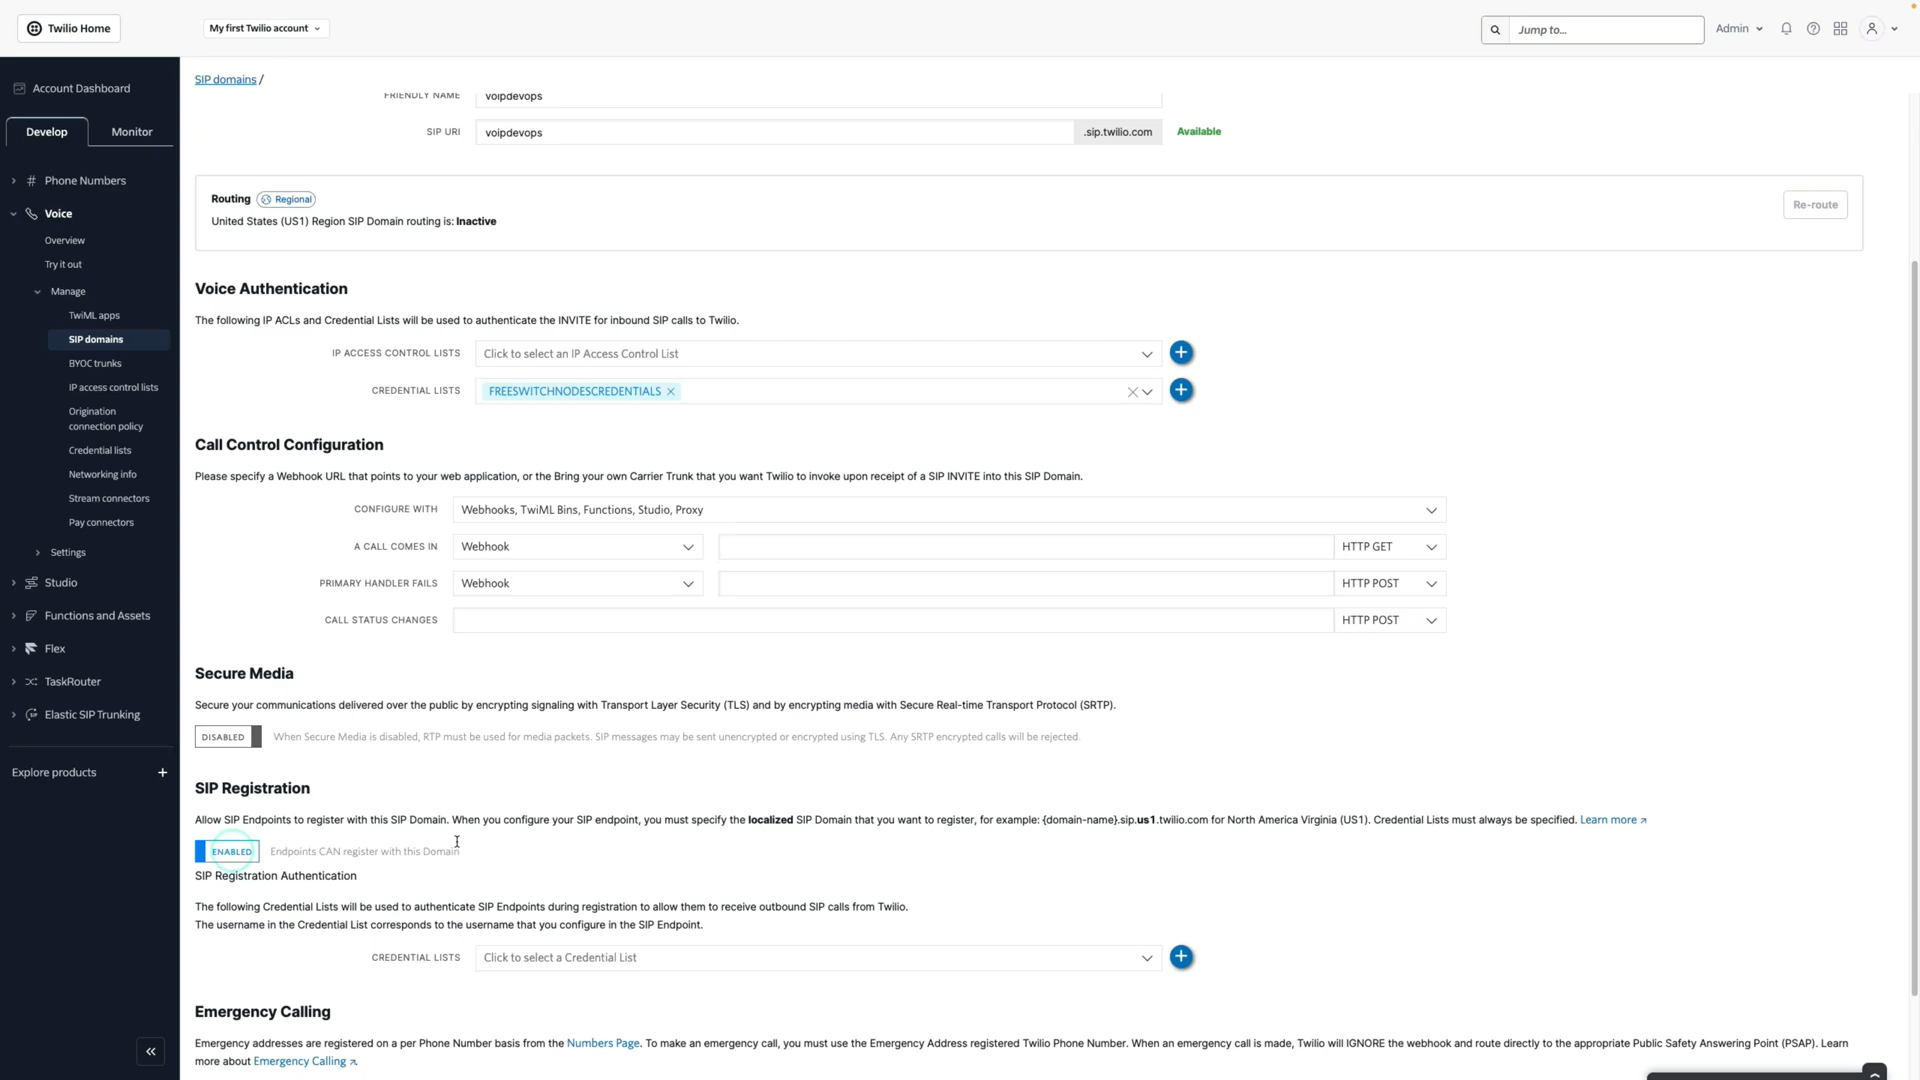 Twilio Home
My first Twilio account
Jump to...
Admin
Account Dashboard
Develop
Monitor
Phone Numbers
Voice
Overview
Try it out
Manage
TwiML apps
SIP domains
BYOC trunks
IP access control lists
Origination
connection policy
Credential lists
Networking info
Stream connectors
Pay connectors
Settings
Studio
Functions and Assets
Flex
TaskRouter
Elastic SIP Trunking
Explore products
SIP domains /
FRIENDLY NAME voipdevops
SIP URI voipdevops .sip.twilio.com Available
Routing Regional
United States (US1) Region SIP Domain routing is: Inactive
Re-route
Voice Authentication
The following IP ACLs and Credential Lists will be used to authenticate the INVITE for inbound SIP calls to Twilio.
IP ACCESS CONTROL LISTS Click to select an IP Access Control List
CREDENTIAL LISTS FREESWITCHNODESCREDENTIALS
Call Control Configuration
Please specify a Webhook URL that points to your web application, or the Bring your own Carrier Trunk that you want Twilio to invoke upon receipt of a SIP INVITE into this SIP Domain.
CONFIGURE WITH Webhooks, TwiML Bins, Functions, Studio, Proxy
A CALL COMES IN Webhook HTTP GET
PRIMARY HANDLER FAILS Webhook HTTP POST
CALL STATUS CHANGES HTTP POST
Secure Media
Secure your communications delivered over the public by encrypting signaling with Transport Layer Security (TLS) and by encrypting media with Secure Real-time Transport Protocol (SRTP).
DISABLED When Secure Media is disabled, RTP must be used for media packets. SIP messages may be sent unencrypted or encrypted using TLS. Any SRTP encrypted calls will be rejected.
SIP Registration
Allow SIP Endpoints to register with this SIP Domain. When you configure your SIP endpoint, you must specify the localized SIP Domain that you want to register, for example: {domain-name}.sip.us1.twilio.com for North America Virginia (US1). Credential Lists must always be specified. Learn more
ENABLED Endpoints CAN register with this Domain
SIP Registration Authentication
The following Credential Lists will be used to authenticate SIP Endpoints during registration to allow them to receive outbound SIP calls from Twilio.
The username in the Credential List corresponds to the username that you configure in the SIP Endpoint.
CREDENTIAL LISTS Click to select a Credential List
Emergency Calling
Emergency addresses are registered on a per Phone Number basis from the Numbers Page. To make an emergency call, you must use the Emergency Address registered Twilio Phone Number. When an emergency call is made, Twilio will IGNORE the webhook and route directly to the appropriate Public Safety Answering Point (PSAP). Learn
more about Emergency Calling .